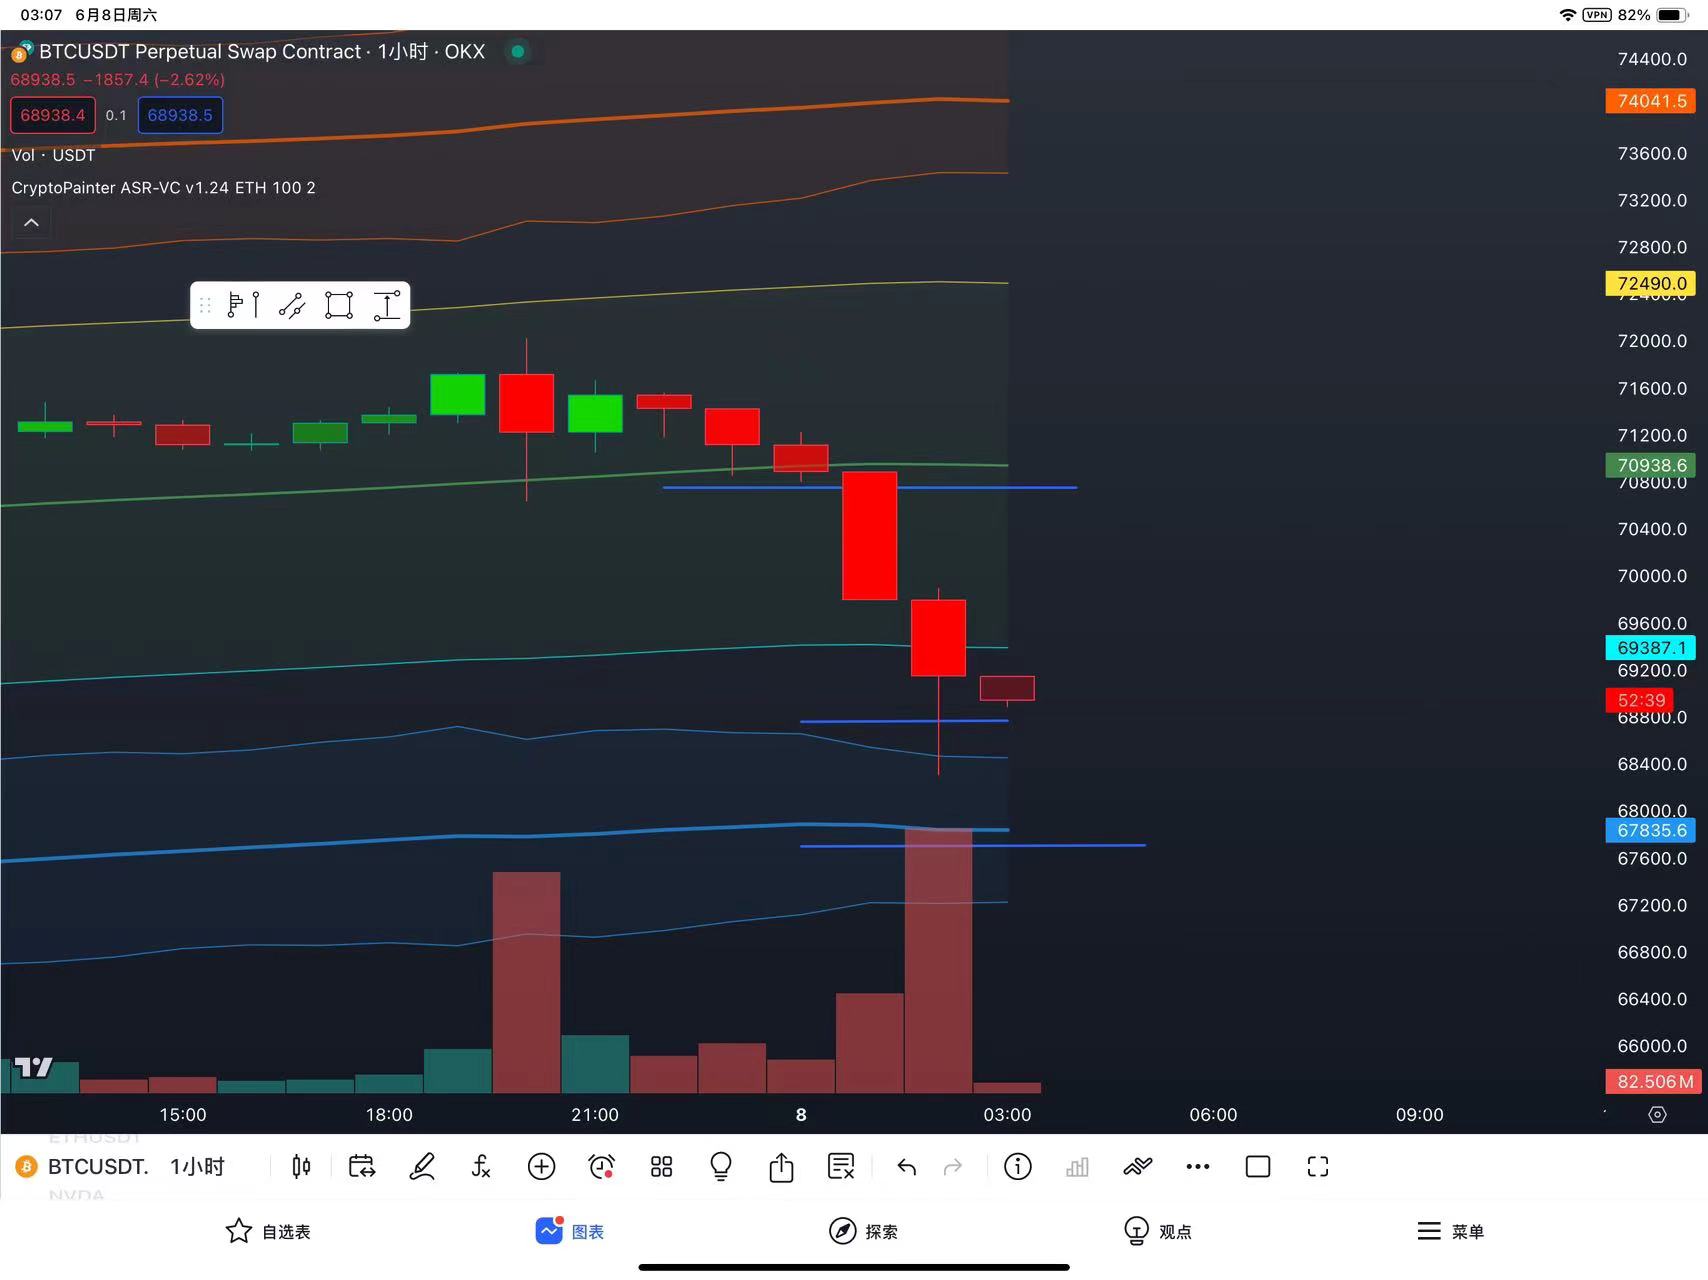 03:07 6月8日周六
VPN 82%
BTCUSDT Perpetual Swap Contract · 1小时 · OKX
68938.5 −1857.4 (−2.62%)
68938.4 0.1 68938.5
Vol · USDT
CryptoPainter ASR-VC v1.24 ETH 100 2
74400.0
74041.5
73600.0
73200.0
72800.0
72490.0
72400.0
72000.0
71600.0
71200.0
70938.6
70800.0
70400.0
70000.0
69600.0
69387.1
69200.0
52:39
68800.0
68400.0
68000.0
67835.6
67600.0
67200.0
66800.0
66400.0
66000.0
82.506M
15:00 18:00 21:00 8 03:00 06:00 09:00
ETHUSDT
BTCUSDT. 1小时
NVDA
自选表 图表 探索 观点 菜单